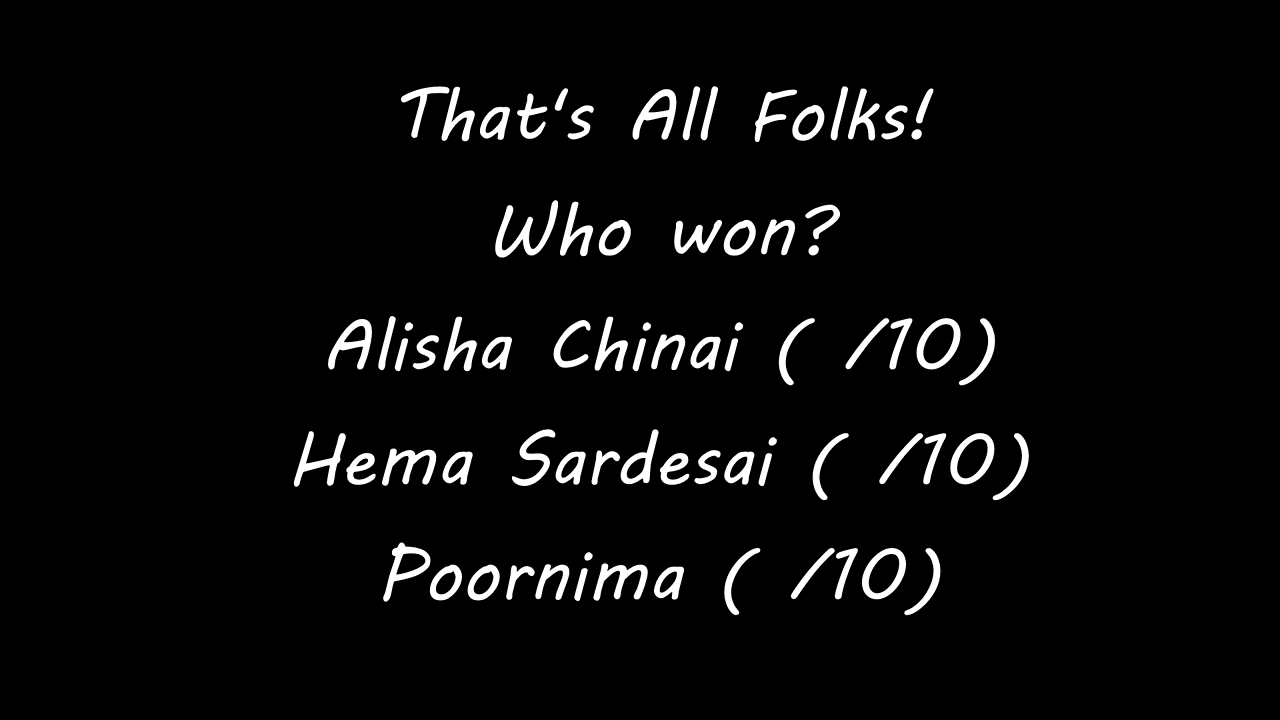 That's All Folks!
Who won?
Alisha Chinai ( /10)
Hema Sardesai ( /10)
Poornima ( /10)